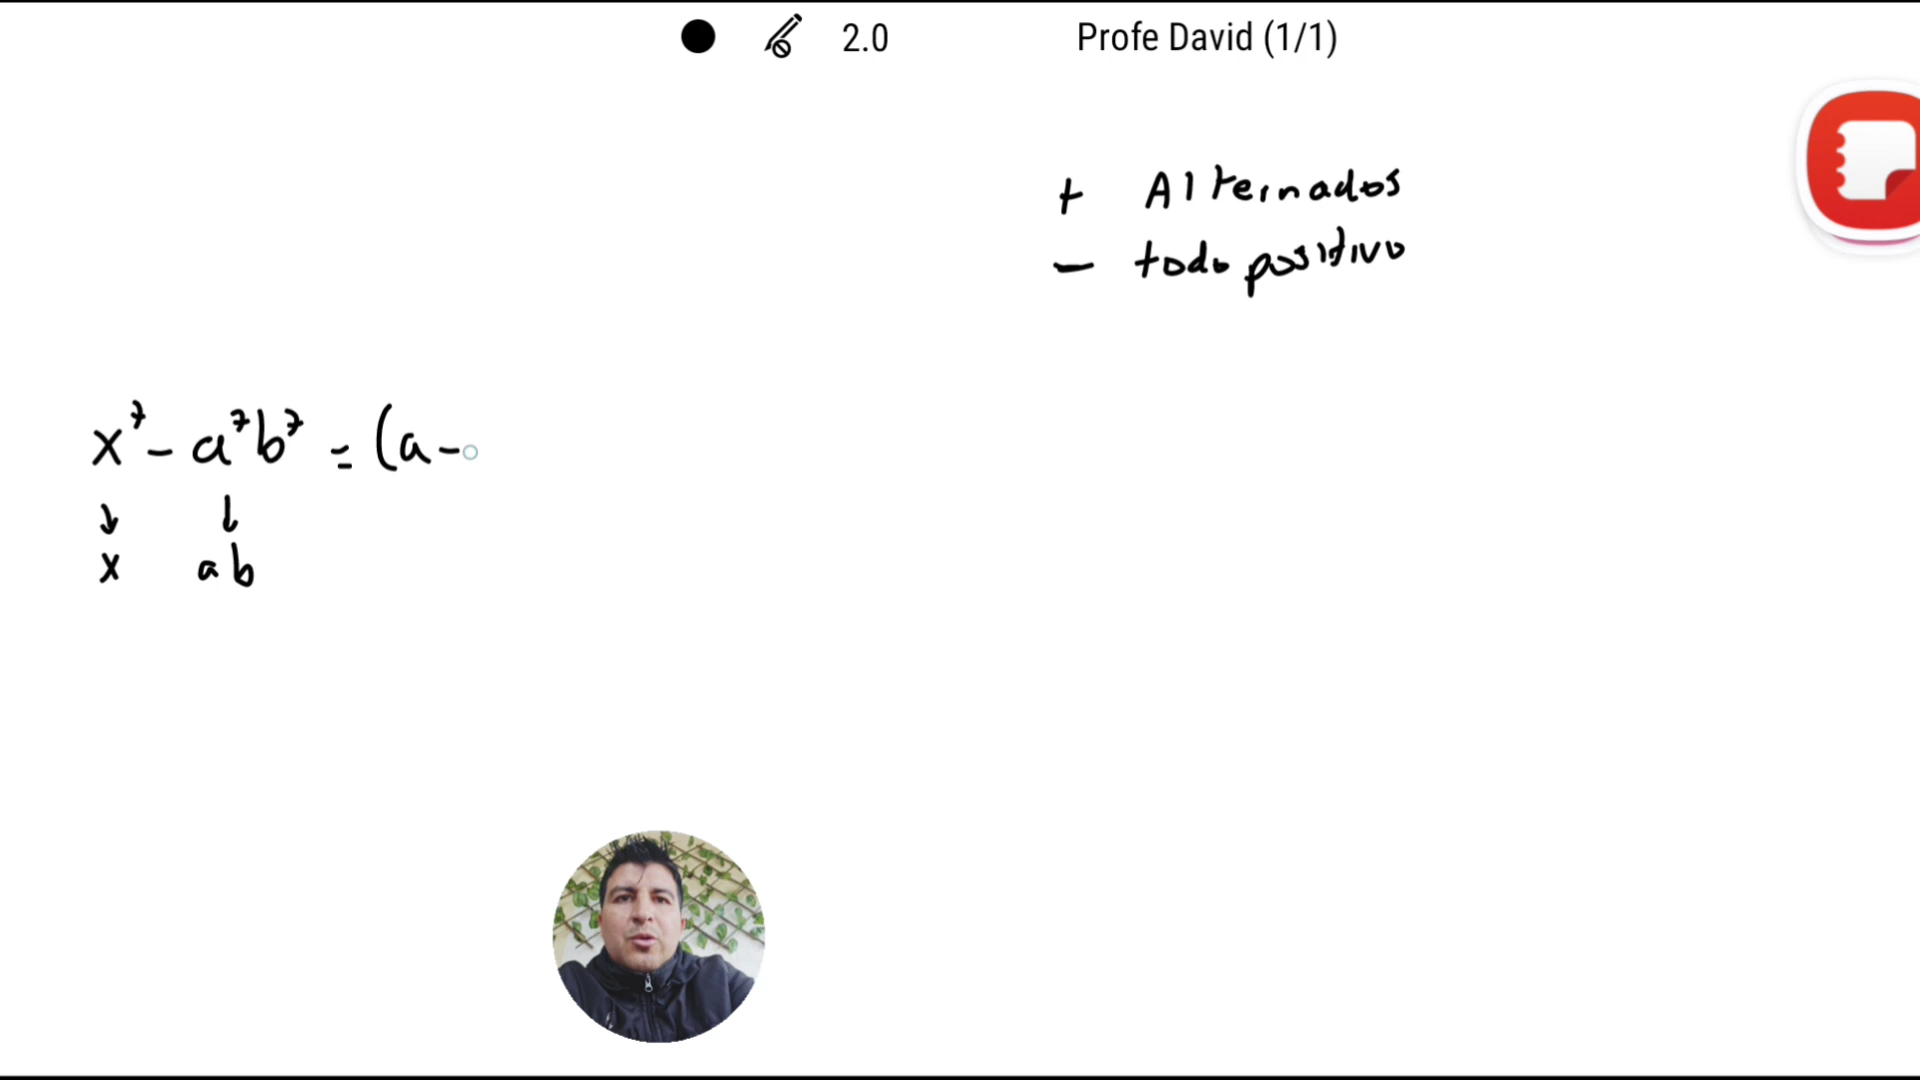 2.0 Profe David (1/1)
+ Alternados
- todo positivo
x⁷ - a⁷b⁷ = (a -
↓ ↓
x ab